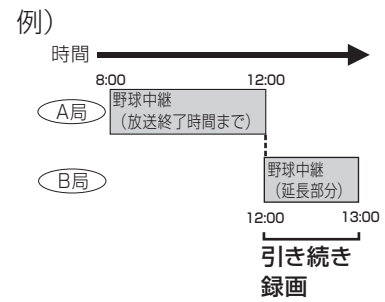 例）
時間
8:00 12:00
A局
野球中継
（放送終了時間まで）
B局
野球中継
（延長部分）
12:00 13:00
引き続き
録画